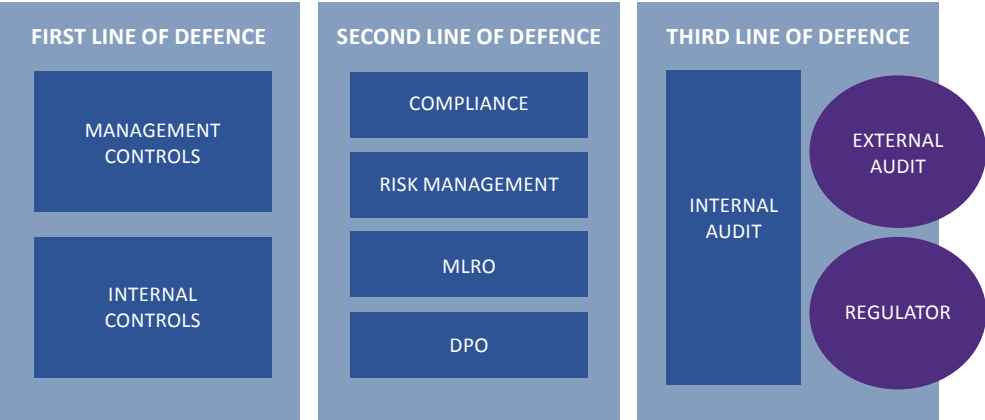 FIRST LINE OF DEFENCE
MANAGEMENT
CONTROLS
INTERNAL
CONTROLS
SECOND LINE OF DEFENCE
COMPLIANCE
RISK MANAGEMENT
MLRO
DPO
THIRD LINE OF DEFENCE
INTERNAL
AUDIT
EXTERNAL
AUDIT
REGULATOR